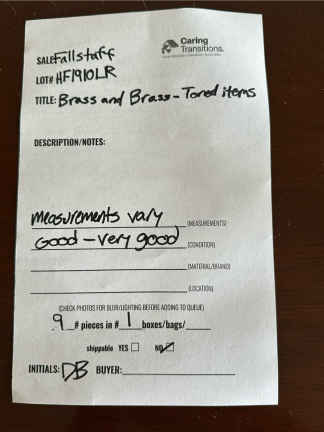 Caring
Transitions.
SALE: Fallstaff
LOT# HF1910LR
TITLE: Brass and Brass-Toned items
DESCRIPTION/NOTES:
measurements vary (MEASUREMENTS)
Good - very good (CONDITION)
(MATERIAL/BRAND)
(LOCATION)
(CHECK PHOTOS FOR BLUR/LIGHTING BEFORE ADDING TO QUEUE)
9 # pieces in # 1 boxes/bags/
shippable YES NO
INITIALS: DB BUYER: